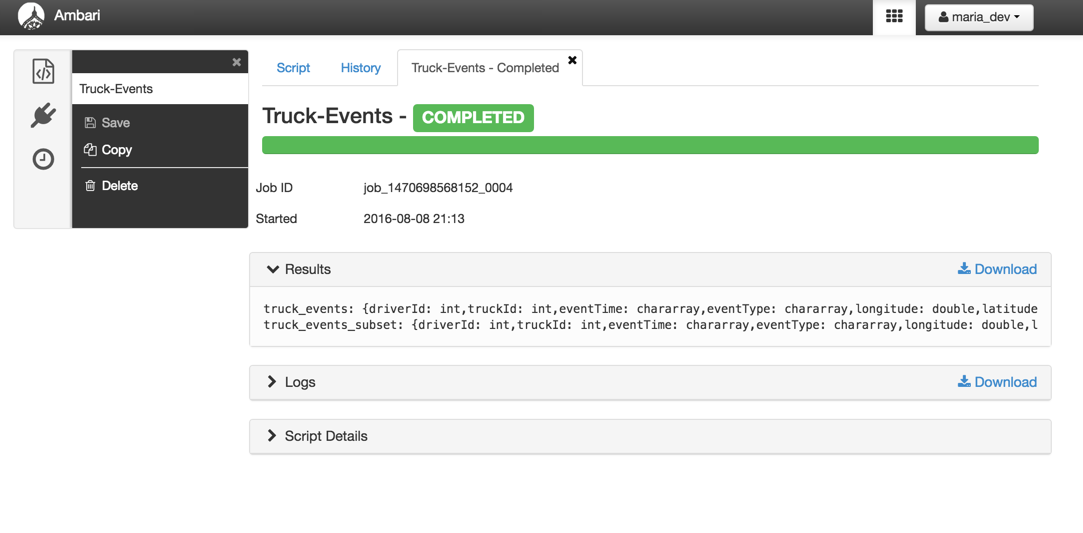 Ambari
maria_dev
Truck-Events
Save
Copy
Delete
Script History Truck-Events - Completed
Truck-Events - COMPLETED
Job ID job_1470698568152_0004
Started 2016-08-08 21:13
Results Download
truck_events: {driverId: int,truckId: int,eventTime: chararray,eventType: chararray,longitude: double,latitude
truck_events_subset: {driverId: int,truckId: int,eventTime: chararray,eventType: chararray,longitude: double,l
Logs Download
Script Details